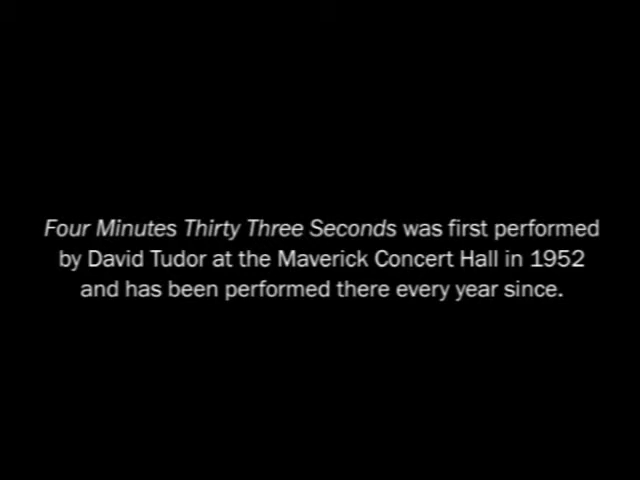 Four Minutes Thirty Three Seconds was first performed
by David Tudor at the Maverick Concert Hall in 1952
and has been performed there every year since.